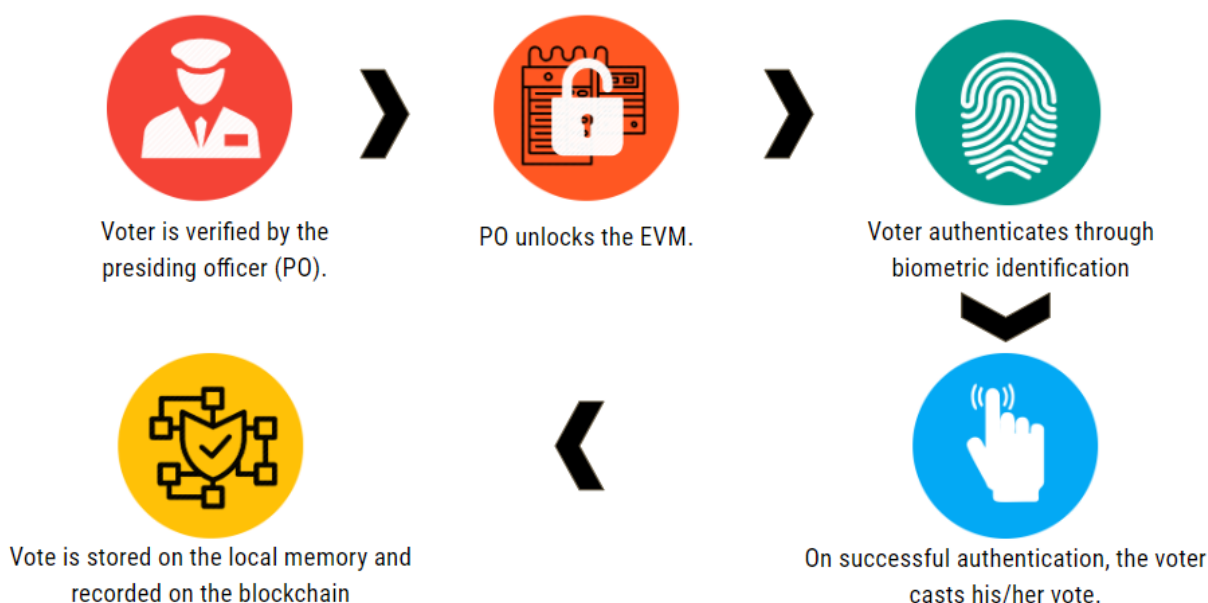 Voter is verified by the
presiding officer (PO).
PO unlocks the EVM.
Voter authenticates through
biometric identification
On successful authentication, the voter
casts his/her vote.
Vote is stored on the local memory and
recorded on the blockchain